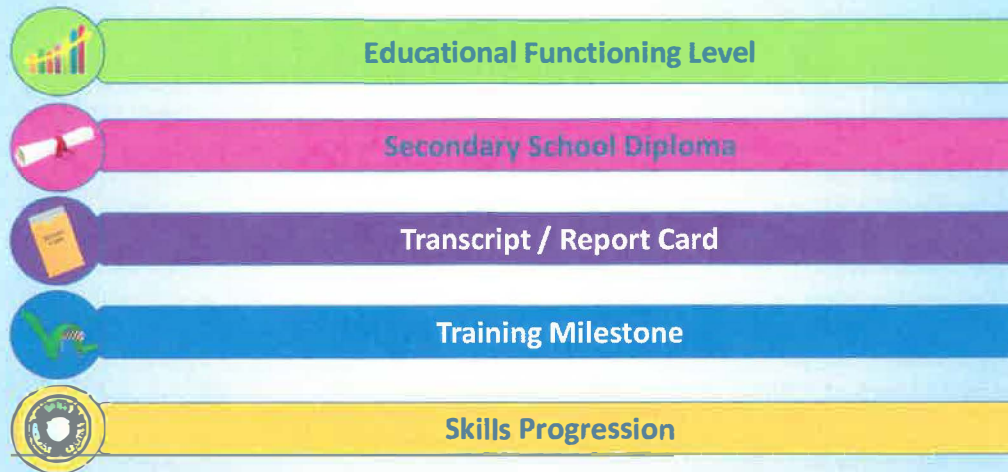 Educational Functioning Level
Secondary School Diploma
Transcript / Report Card
Training Milestone
Skills Progression